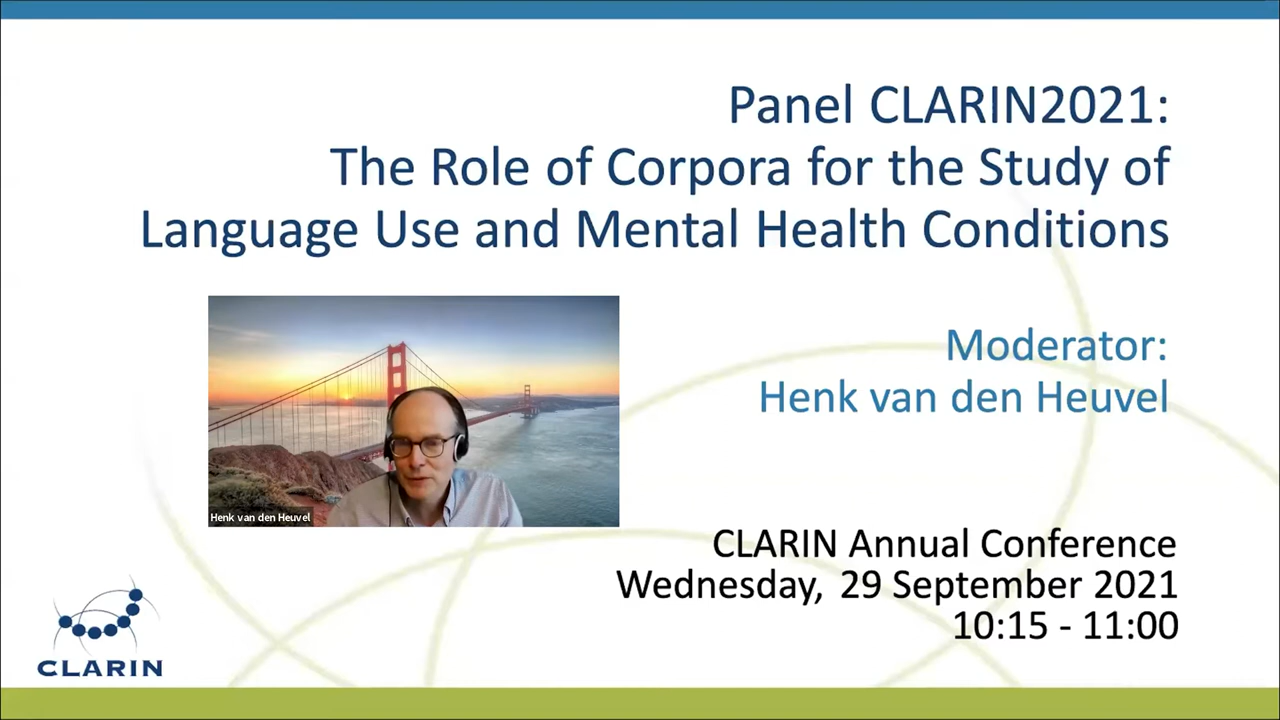 Panel CLARIN2021:
The Role of Corpora for the Study of
Language Use and Mental Health Conditions
Moderator:
Henk van den Heuvel
Henk van den Heuvel
CLARIN Annual Conference
Wednesday, 29 September 2021
10:15 - 11:00
CLARIN